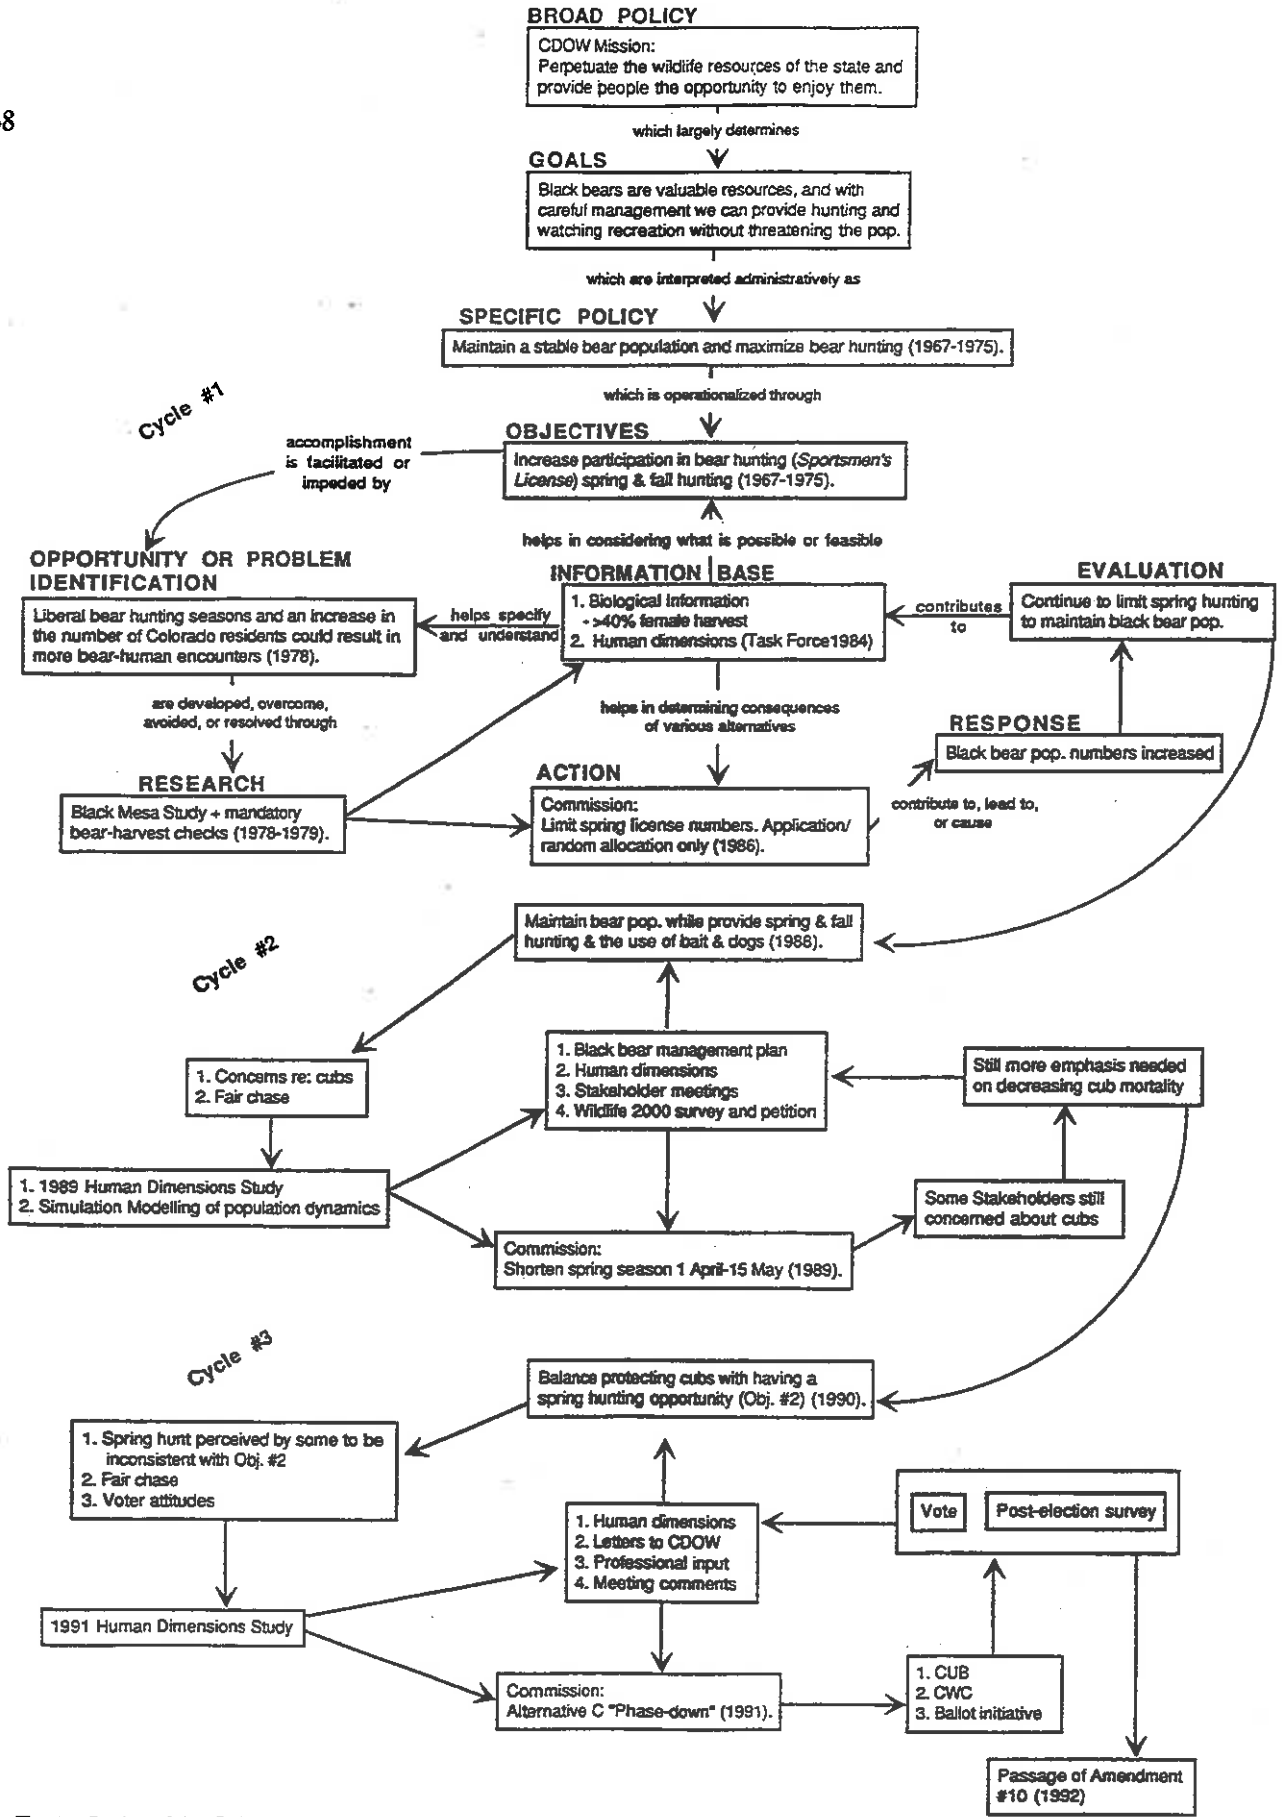 BROAD POLICY
CDOW Mission:
Perpetuate the wildlife resources of the state and
provide people the opportunity to enjoy them.
8
which largely determines
GOALS
Black bears are valuable resources, and with
careful management we can provide hunting and
watching recreation without threatening the pop.
which are interpreted administratively as
SPECIFIC POLICY
Maintain a stable bear population and maximize bear hunting (1967-1975).
which is operationalized through
Cycle #1
OBJECTIVES
Increase participation in bear hunting (Sportsmen's
License) spring & fall hunting (1967-1975).
accomplishment
is facilitated or
impeded by
helps in considering what is possible or feasible
OPPORTUNITY OR PROBLEM
IDENTIFICATION
Liberal bear hunting seasons and an increase in
the number of Colorado residents could result in
more bear-human encounters (1978).
helps specify
and understand
INFORMATION BASE
1. Biological Information
- >40% female harvest
2. Human dimensions (Task Force1984)
contributes
to
EVALUATION
Continue to limit spring hunting
to maintain black bear pop.
are developed, overcome,
avoided, or resolved through
helps in determining consequences
of various alternatives
RESPONSE
Black bear pop. numbers increased
RESEARCH
Black Mesa Study + mandatory
bear-harvest checks (1978-1979).
ACTION
Commission:
Limit spring license numbers. Application/
random allocation only (1986).
contribute to, lead to,
or cause
Cycle #2
Maintain bear pop. while provide spring & fall
hunting & the use of bait & dogs (1988).
1. Concerns re: cubs
2. Fair chase
1. Black bear management plan
2. Human dimensions
3. Stakeholder meetings
4. Wildlife 2000 survey and petition
Still more emphasis needed
on decreasing cub mortality
1. 1989 Human Dimensions Study
2. Simulation Modelling of population dynamics
Some Stakeholders still
concerned about cubs
Commission:
Shorten spring season 1 April-15 May (1989).
Cycle #3
Balance protecting cubs with having a
spring hunting opportunity (Obj. #2) (1990).
1. Spring hunt perceived by some to be
inconsistent with Obj. #2
2. Fair chase
3. Voter attitudes
1. Human dimensions
2. Letters to CDOW
3. Professional input
4. Meeting comments
Vote
Post-election survey
1991 Human Dimensions Study
Commission:
Alternative C "Phase-down" (1991).
1. CUB
2. CWC
3. Ballot initiative
Passage of Amendment
#10 (1992)